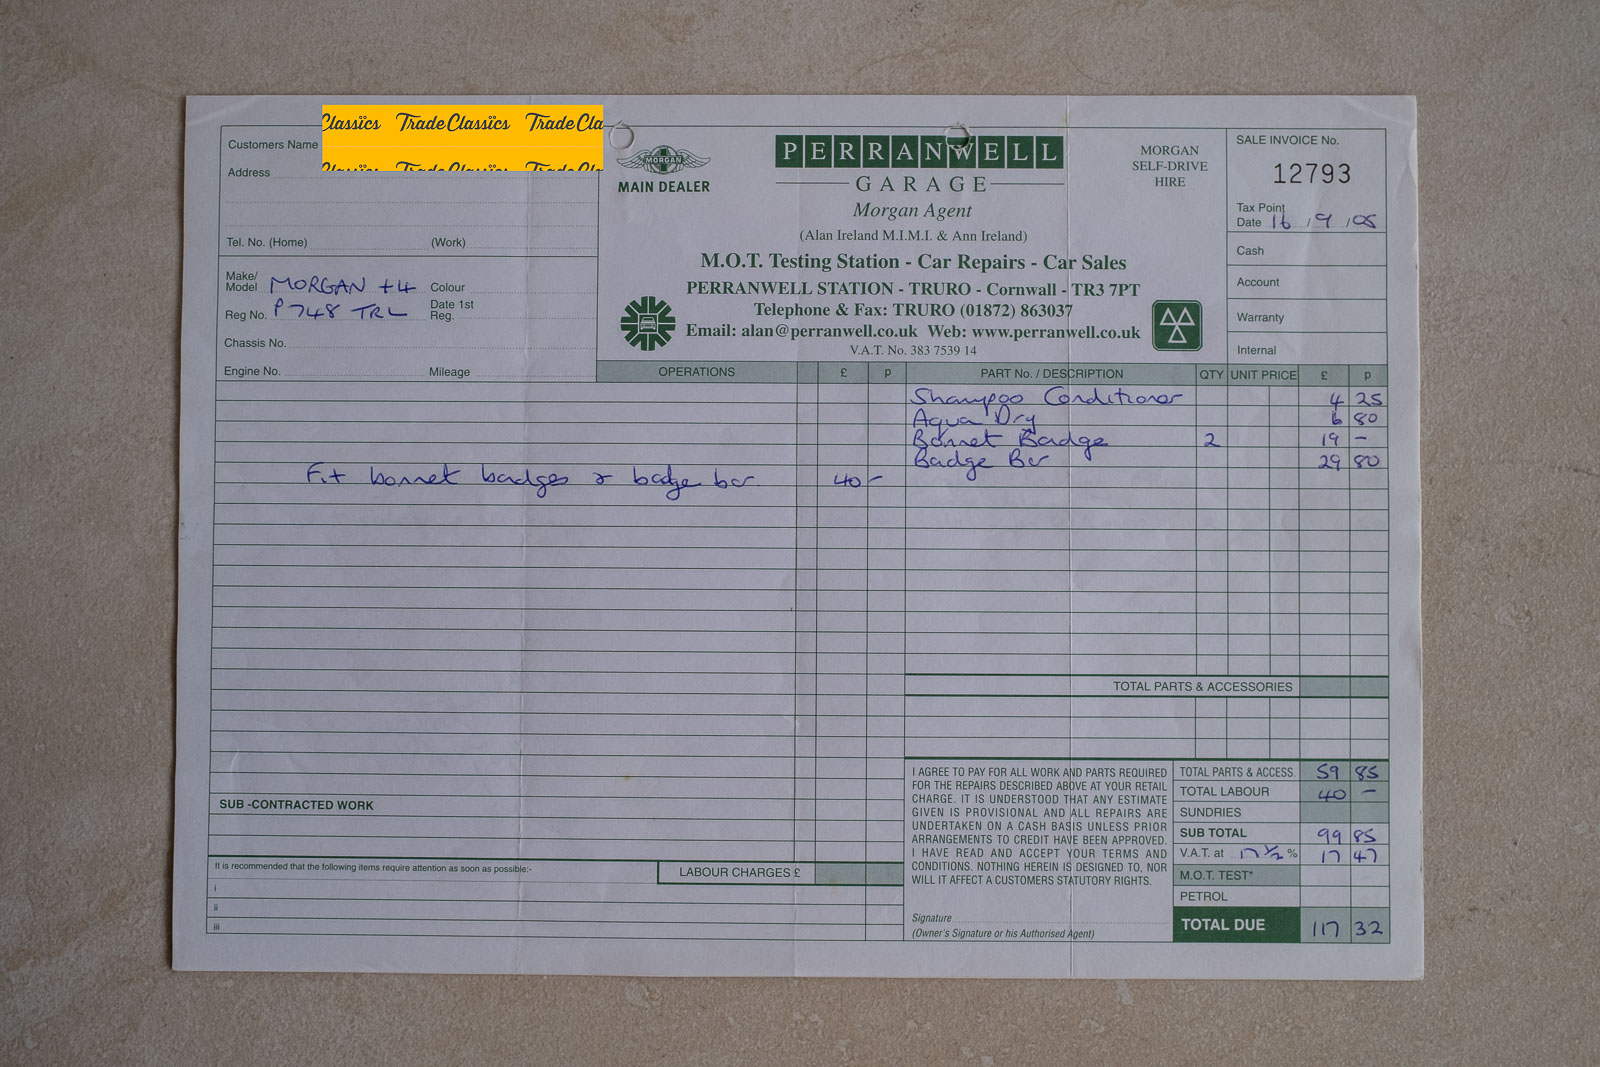 Customers Name
Classics TradeClassics TradeCla
Classics TradeClassics TradeCla
Address
Tel. No. (Home) (Work)
Make/ Model MORGAN +4 Colour
Reg No. P748 TRL Date 1st Reg.
Chassis No.
Engine No. Mileage
MORGAN
MAIN DEALER
PERRANWELL
GARAGE
Morgan Agent
(Alan Ireland M.I.M.I. & Ann Ireland)
M.O.T. Testing Station - Car Repairs - Car Sales
PERRANWELL STATION - TRURO - Cornwall - TR3 7PT
Telephone & Fax: TRURO (01872) 863037
Email: alan@perranwell.co.uk Web: www.perranwell.co.uk
V.A.T. No. 383 7539 14
MORGAN
SELF-DRIVE
HIRE
SALE INVOICE No.
12793
Tax Point
Date 16 / 9 / 05
Cash
Account
Warranty
Internal
OPERATIONS £ p PART No. / DESCRIPTION QTY UNIT PRICE £ p
Shampoo Conditioner 4 25
Aqua Dry 6 80
Bonnet Badge 2 19 -
Badge Bar 29 80
Fit bonnet badges & badge bar. 40 -
TOTAL PARTS & ACCESSORIES
SUB -CONTRACTED WORK
It is recommended that the following items require attention as soon as possible:-
LABOUR CHARGES £
i
ii
iii
I AGREE TO PAY FOR ALL WORK AND PARTS REQUIRED
FOR THE REPAIRS DESCRIBED ABOVE AT YOUR RETAIL
CHARGE. IT IS UNDERSTOOD THAT ANY ESTIMATE
GIVEN IS PROVISIONAL AND ALL REPAIRS ARE
UNDERTAKEN ON A CASH BASIS UNLESS PRIOR
ARRANGEMENTS TO CREDIT HAVE BEEN APPROVED.
I HAVE READ AND ACCEPT YOUR TERMS AND
CONDITIONS. NOTHING HEREIN IS DESIGNED TO, NOR
WILL IT AFFECT A CUSTOMERS STATUTORY RIGHTS.
Signature
(Owner's Signature or his Authorised Agent)
TOTAL PARTS & ACCESS. 59 85
TOTAL LABOUR 40 -
SUNDRIES
SUB TOTAL 99 85
V.A.T. at 17 1/2 % 17 47
M.O.T. TEST*
PETROL
TOTAL DUE 117 32